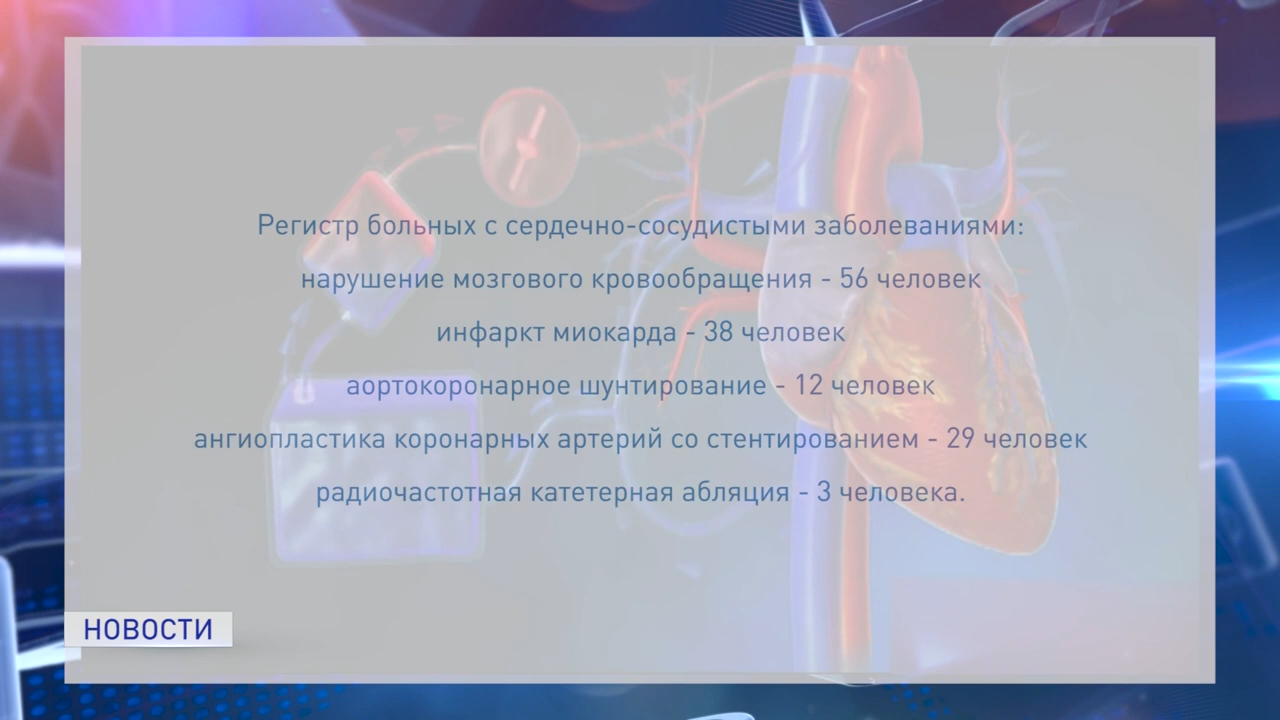 Регистр больных с сердечно-сосудистыми заболеваниями:
нарушение мозгового кровообращения - 56 человек
инфаркт миокарда - 38 человек
аортокоронарное шунтирование - 12 человек
ангиопластика коронарных артерий со стентированием - 29 человек
радиочастотная катетерная абляция - 3 человека.
НОВОСТИ